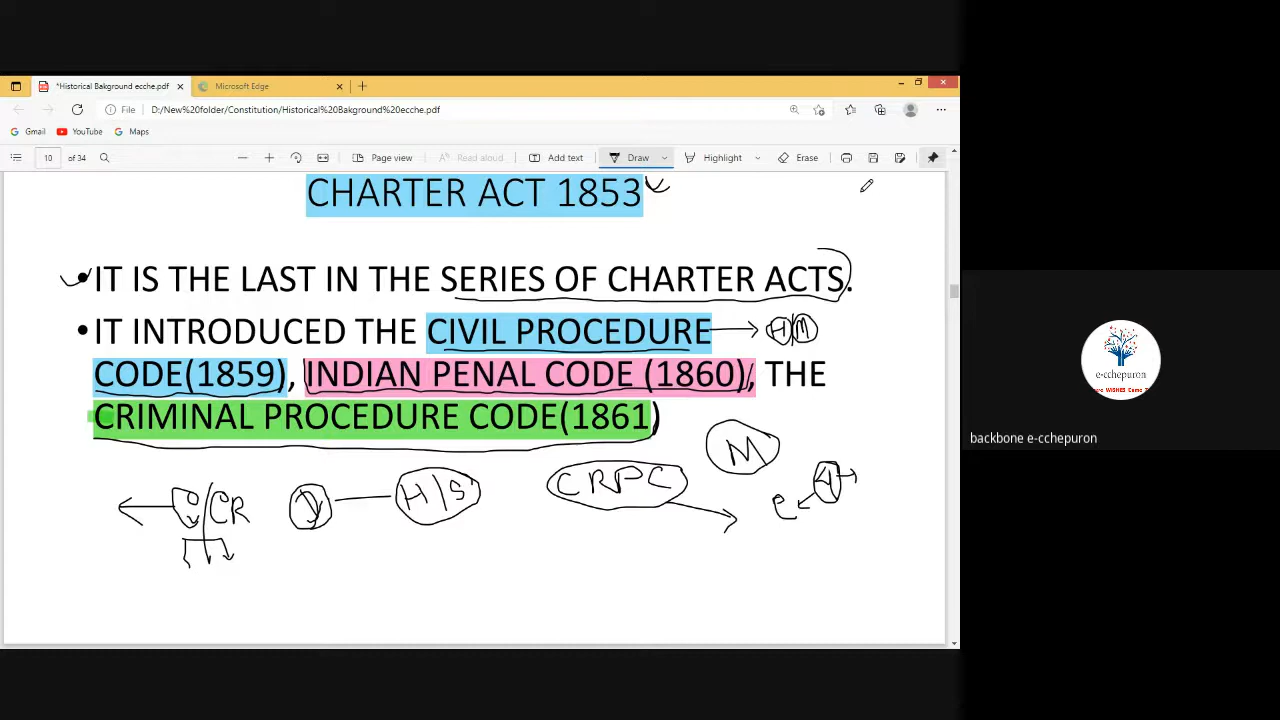 *Historical Bakground ecche.pdf
Microsoft Edge
File
D:/New%20folder/Constitution/Historical%20Bakground%20ecche.pdf
Gmail
YouTube
Maps
10
of 34
Page view
Read aloud
Add text
Draw
Highlight
Erase
CHARTER ACT 1853
•IT IS THE LAST IN THE SERIES OF CHARTER ACTS.
•IT INTRODUCED THE CIVIL PROCEDURE
H/M
CODE(1859), INDIAN PENAL CODE (1860), THE
CRIMINAL PROCEDURE CODE(1861)
M
CR
H/S
CRPC
e-cchepuron
backbone e-cchepuron